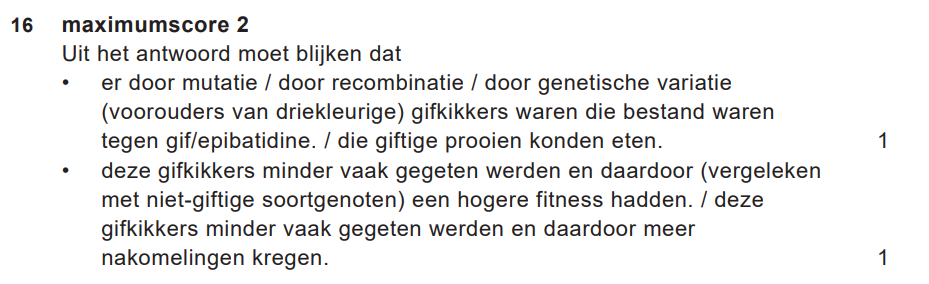 16 maximumscore 2
Uit het antwoord moet blijken dat
• er door mutatie / door recombinatie / door genetische variatie
(voorouders van driekleurige) gifkikkers waren die bestand waren
tegen gif/epibatidine. / die giftige prooien konden eten. 1
• deze gifkikkers minder vaak gegeten werden en daardoor (vergeleken
met niet-giftige soortgenoten) een hogere fitness hadden. / deze
gifkikkers minder vaak gegeten werden en daardoor meer
nakomelingen kregen. 1